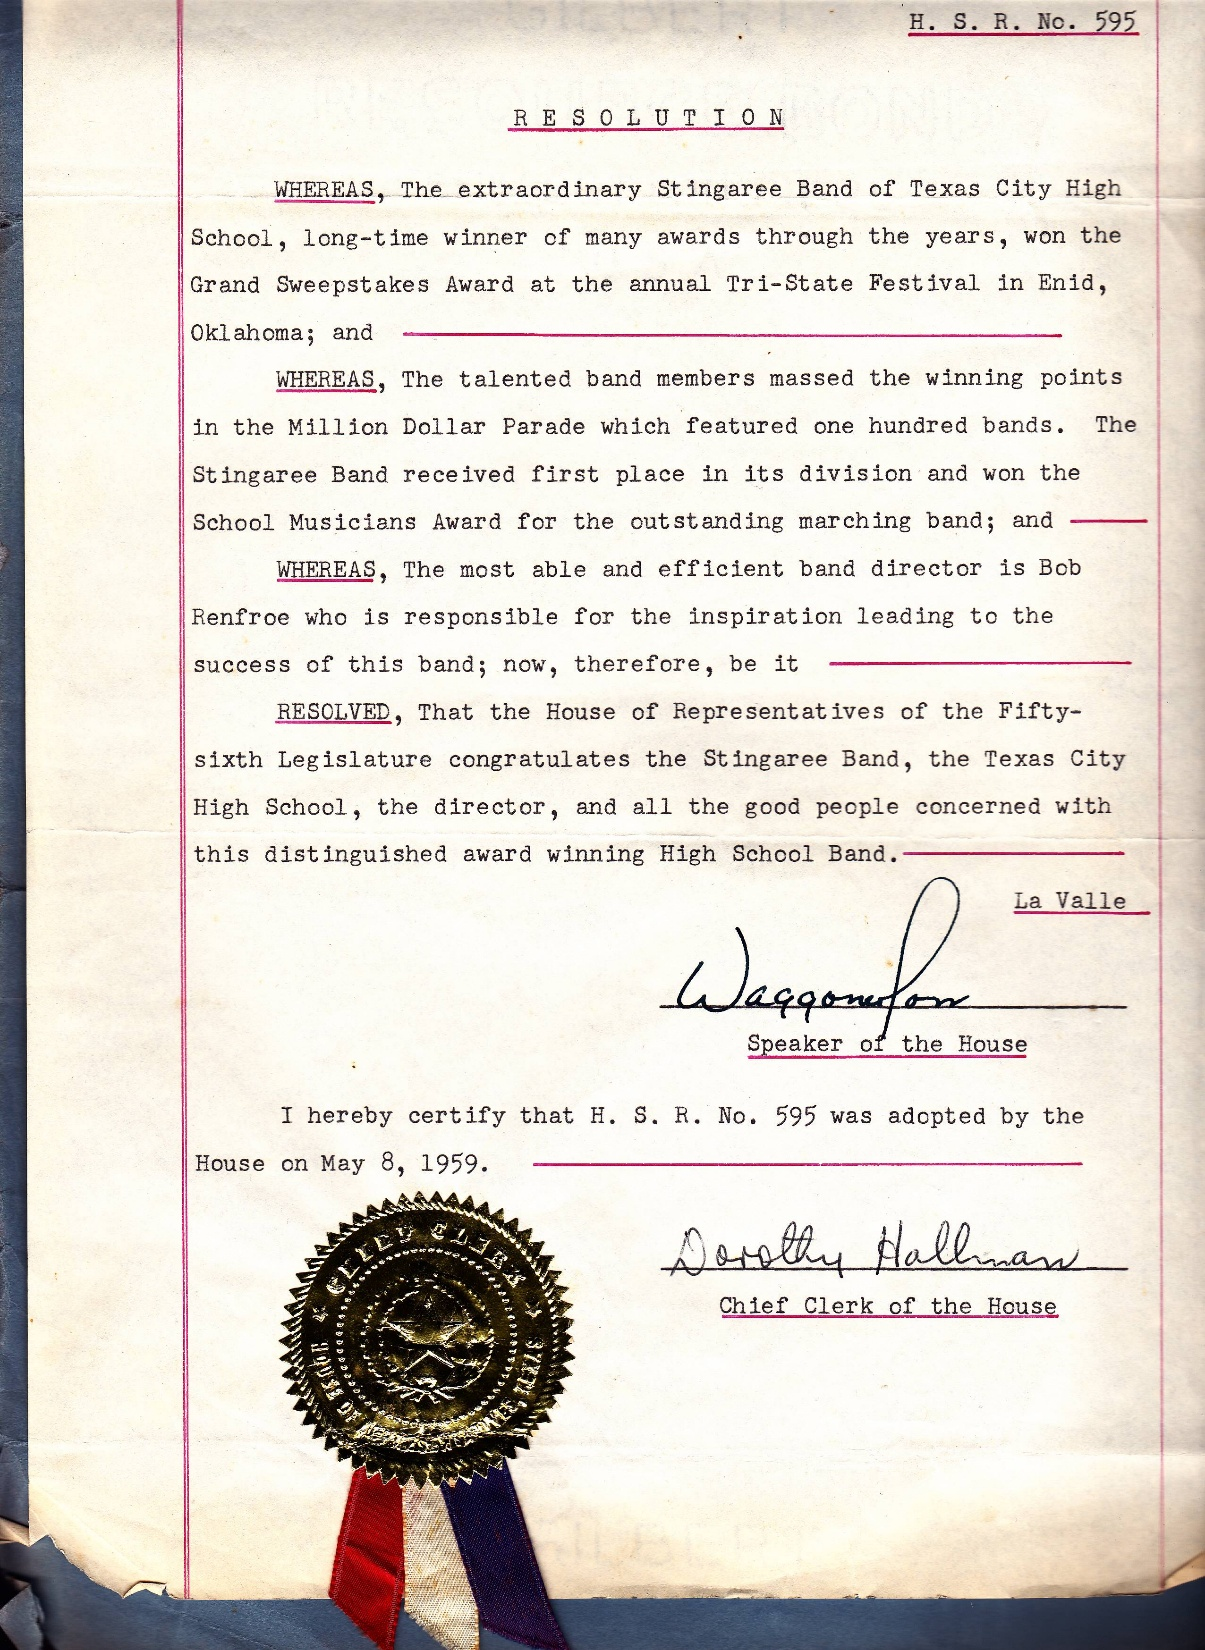 H. S. R. No. 595
RESOLUTION
WHEREAS, The extraordinary Stingaree Band of Texas City High
School, long-time winner of many awards through the years, won the
Grand Sweepstakes Award at the annual Tri-State Festival in Enid,
Oklahoma; and
WHEREAS, The talented band members massed the winning points
in the Million Dollar Parade which featured one hundred bands. The
Stingaree Band received first place in its division and won the
School Musicians Award for the outstanding marching band; and
WHEREAS, The most able and efficient band director is Bob
Renfroe who is responsible for the inspiration leading to the
success of this band; now, therefore, be it
RESOLVED, That the House of Representatives of the Fifty-
sixth Legislature congratulates the Stingaree Band, the Texas City
High School, the director, and all the good people concerned with
this distinguished award winning High School Band.
La Valle
Speaker of the House
I hereby certify that H. S. R. No. 595 was adopted by the
House on May 8, 1959.
Dorothy Hallman
Chief Clerk of the House
CHIEF CLERK
HOUSE OF REPRESENTATIVES